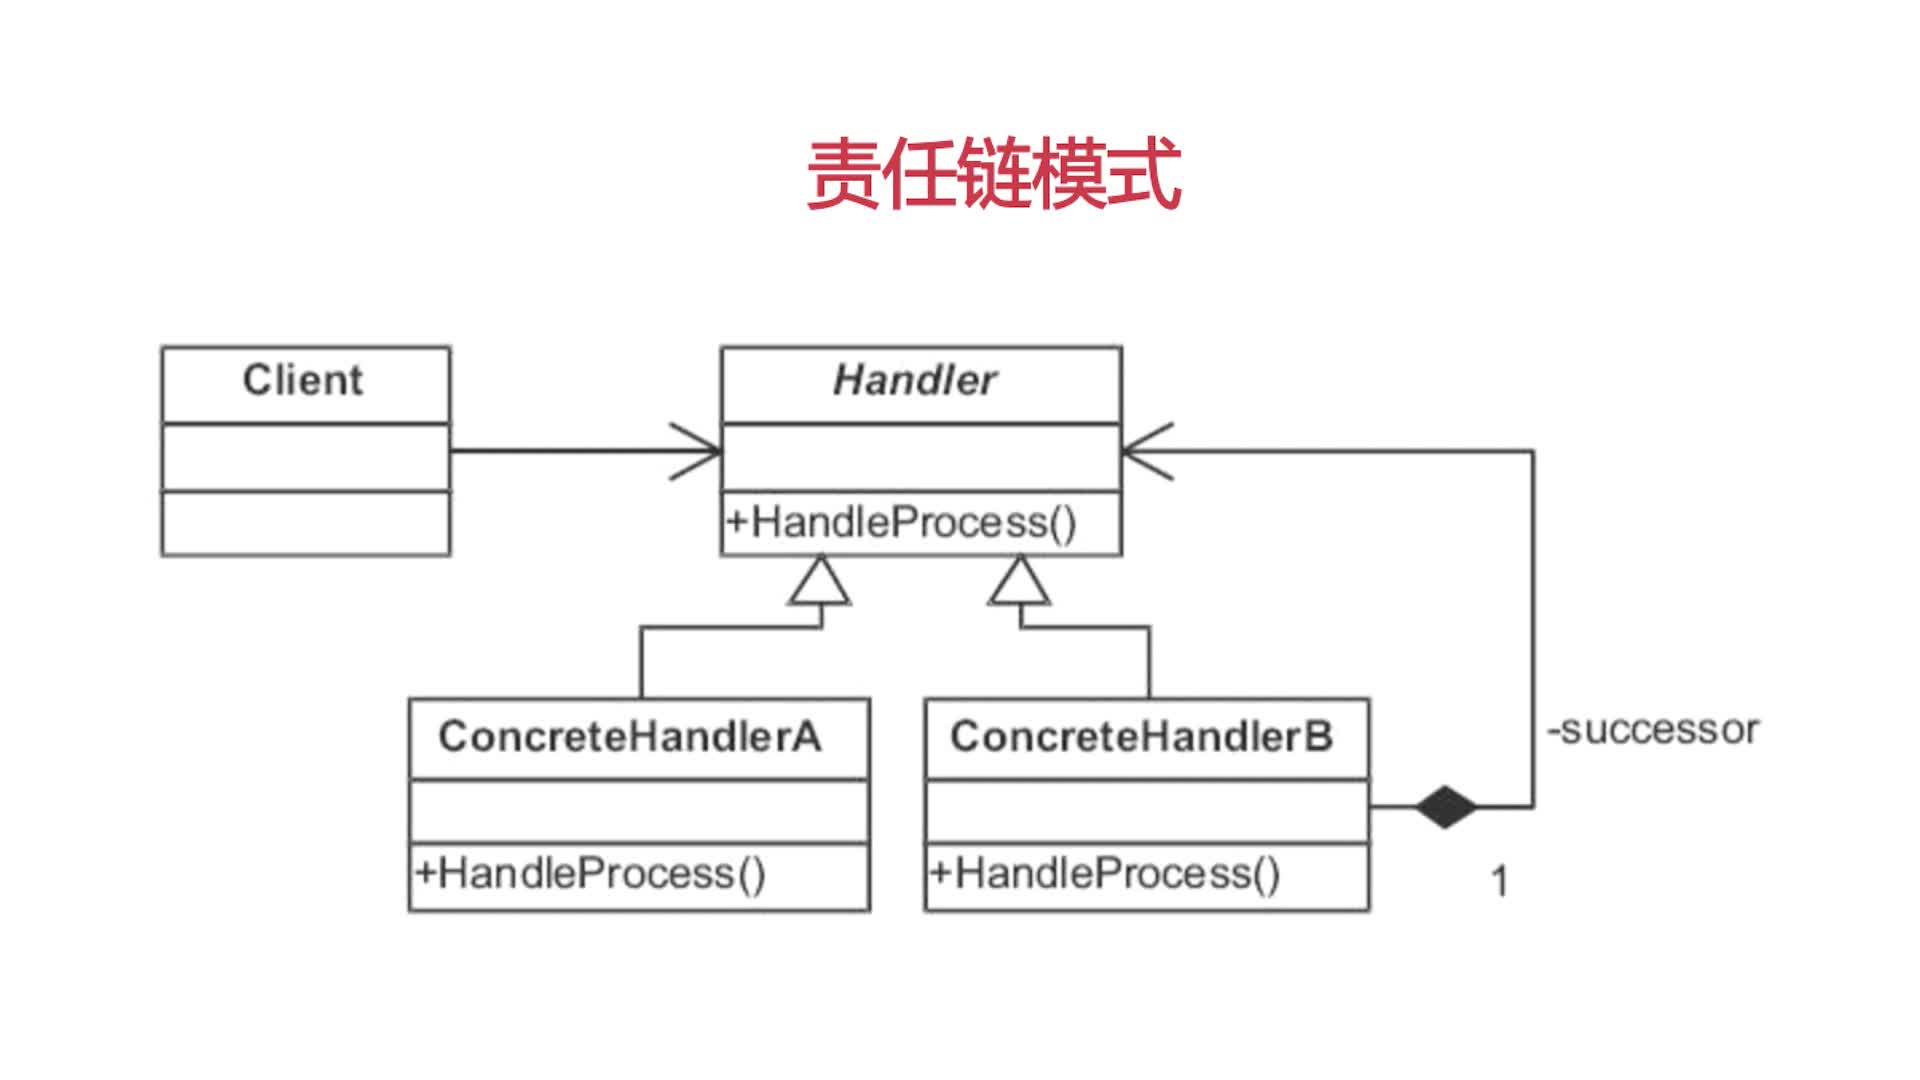 责任链模式
Client
Handler
+HandleProcess()
ConcreteHandlerA
+HandleProcess()
ConcreteHandlerB
+HandleProcess()
-successor
1